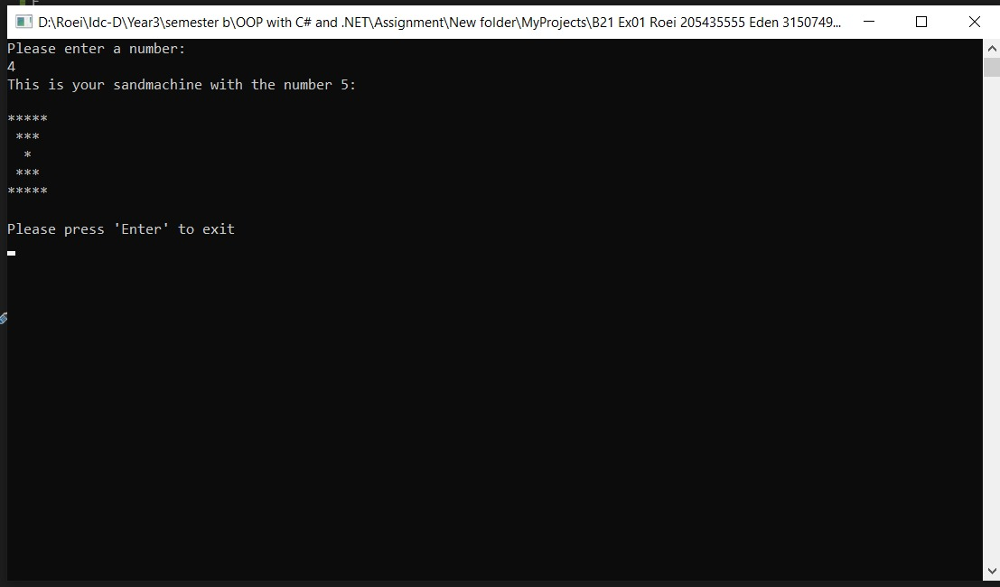 D:\Roei\Idc-D\Year3\semester b\OOP with C# and .NET\Assignment\New folder\MyProjects\B21 Ex01 Roei 205435555 Eden 3150749...
Please enter a number:
4
This is your sandmachine with the number 5:
*****
 ***
  *
 ***
*****
Please press 'Enter' to exit